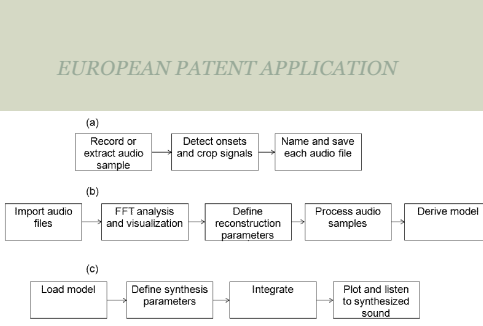 EUROPEAN PATENT APPLICATION
(a)
Record or
extract audio
sample
Detect onsets
and crop signals
Name and save
each audio file
(b)
Import audio
files
FFT analysis
and visualization
Define
reconstruction
parameters
Process audio
samples
Derive model
(c)
Load model
Define synthesis
parameters
Integrate
Plot and listen
to synthesized
sound